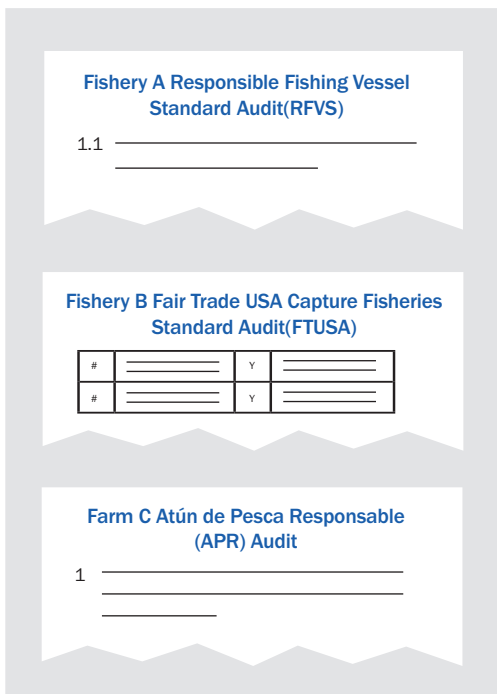 Fishery A Responsible Fishing Vessel
Standard Audit(RFVS)
1.1
Fishery B Fair Trade USA Capture Fisheries
Standard Audit(FTUSA)
# Y
# Y
Farm C Atún de Pesca Responsable
(APR) Audit
1